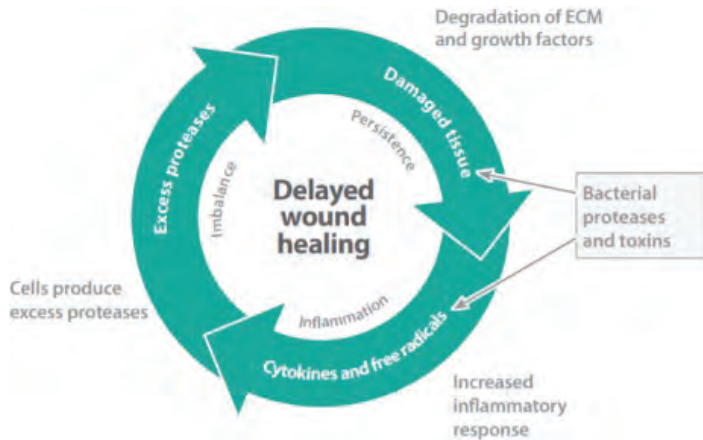 Degradation of ECM
and growth factors
Damaged tissue
Persistence
Excess proteases
Imbalance
Delayed
wound
healing
Bacterial
proteases
and toxins
Cells produce
excess proteases
Inflammation
Cytokines and free radicals
Increased
inflammatory
response